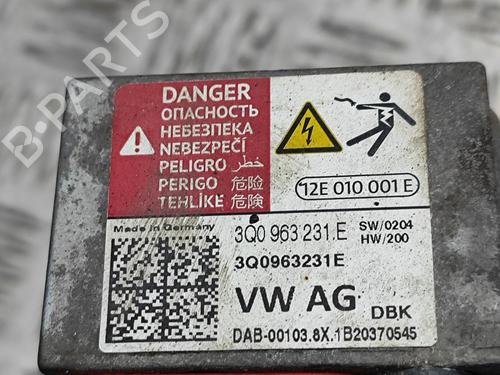 B-PARTS
DANGER
ОПАСНОСТЬ
НЕБЕЗПЕКА
NEBEZPEČÍ
PELIGRO خطر
PERIGO 危险
TEHLİKE 危険
12E 010 001 E
Made in Germany
3Q0 963 231.E SW/0204
HW/200
3Q0963231E
VW AG DBK
DAB-00103.8X.1B20370545